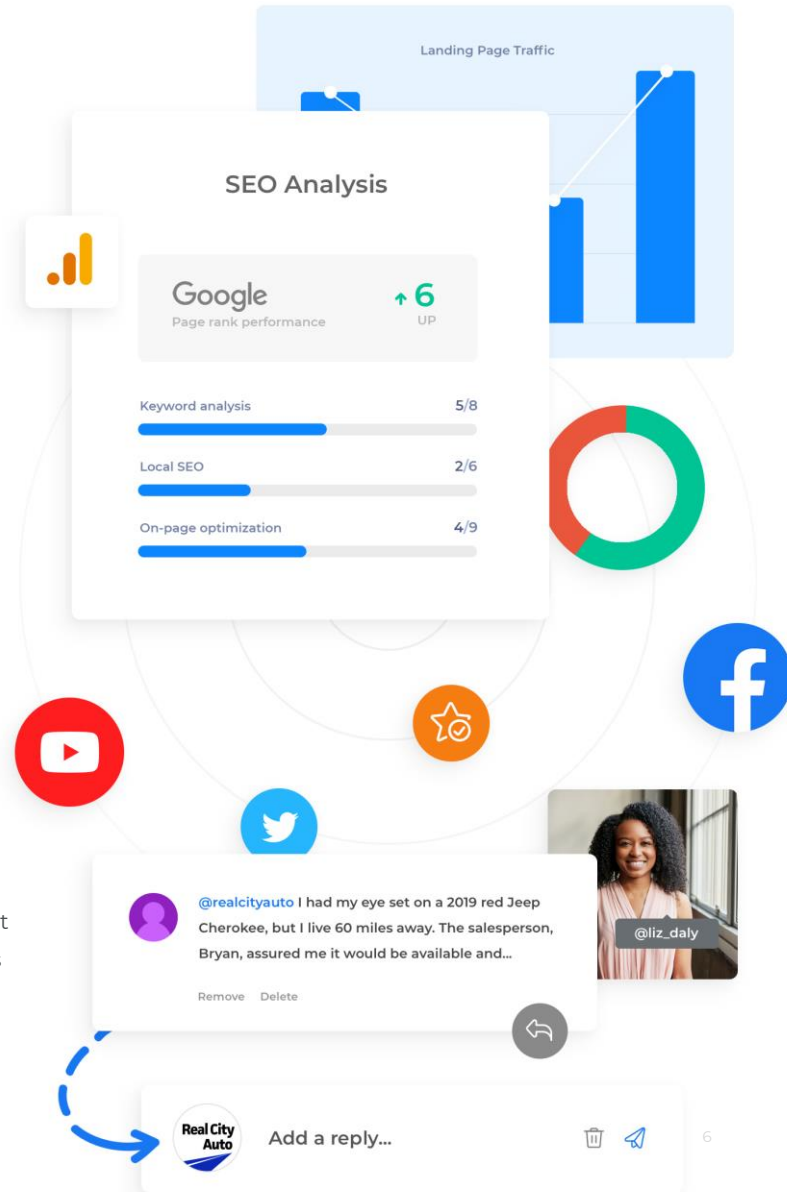 Landing Page Traffic
SEO Analysis
Google
Page rank performance
6
UP
Keyword analysis
5/8
Local SEO
2/6
On-page optimization
4/9
@realcityauto I had my eye set on a 2019 red Jeep
Cherokee, but I live 60 miles away. The salesperson,
Bryan, assured me it would be available and...
Remove Delete
@liz_daly
Real City
Auto
Add a reply...
6